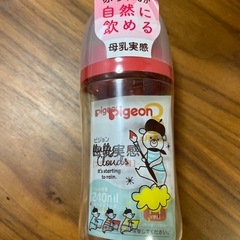 自然に
飲める
母乳実感
pigeon
Pigeon
ピジョン
母乳実感
Clouds
it's starting
to rain.
240ml